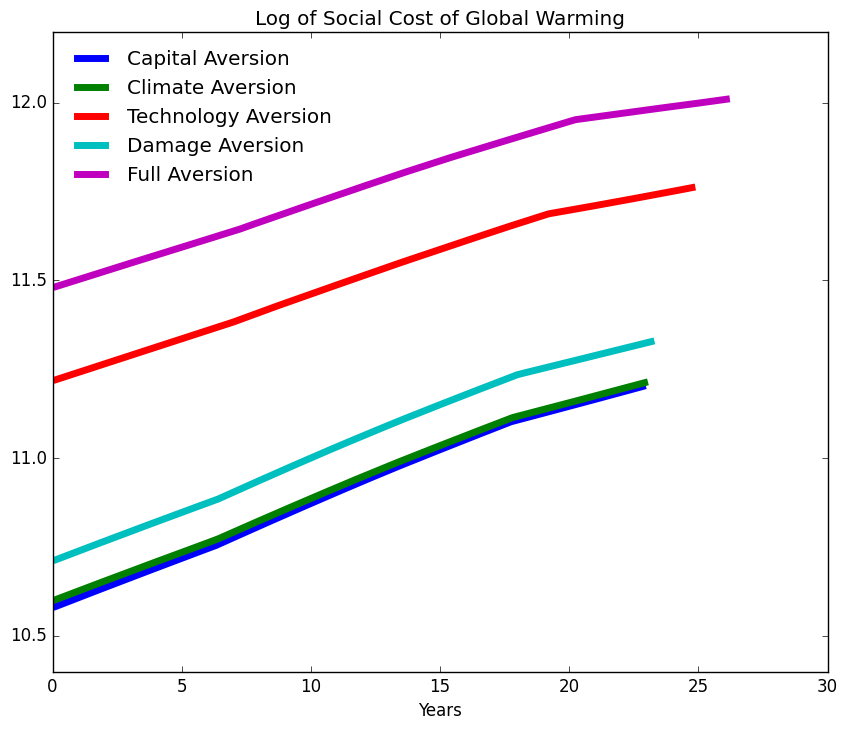 Log of Social Cost of Global Warming
Capital Aversion
Climate Aversion
Technology Aversion
Damage Aversion
Full Aversion
12.0
11.5
11.0
10.5
0 5 10 15 20 25 30
Years